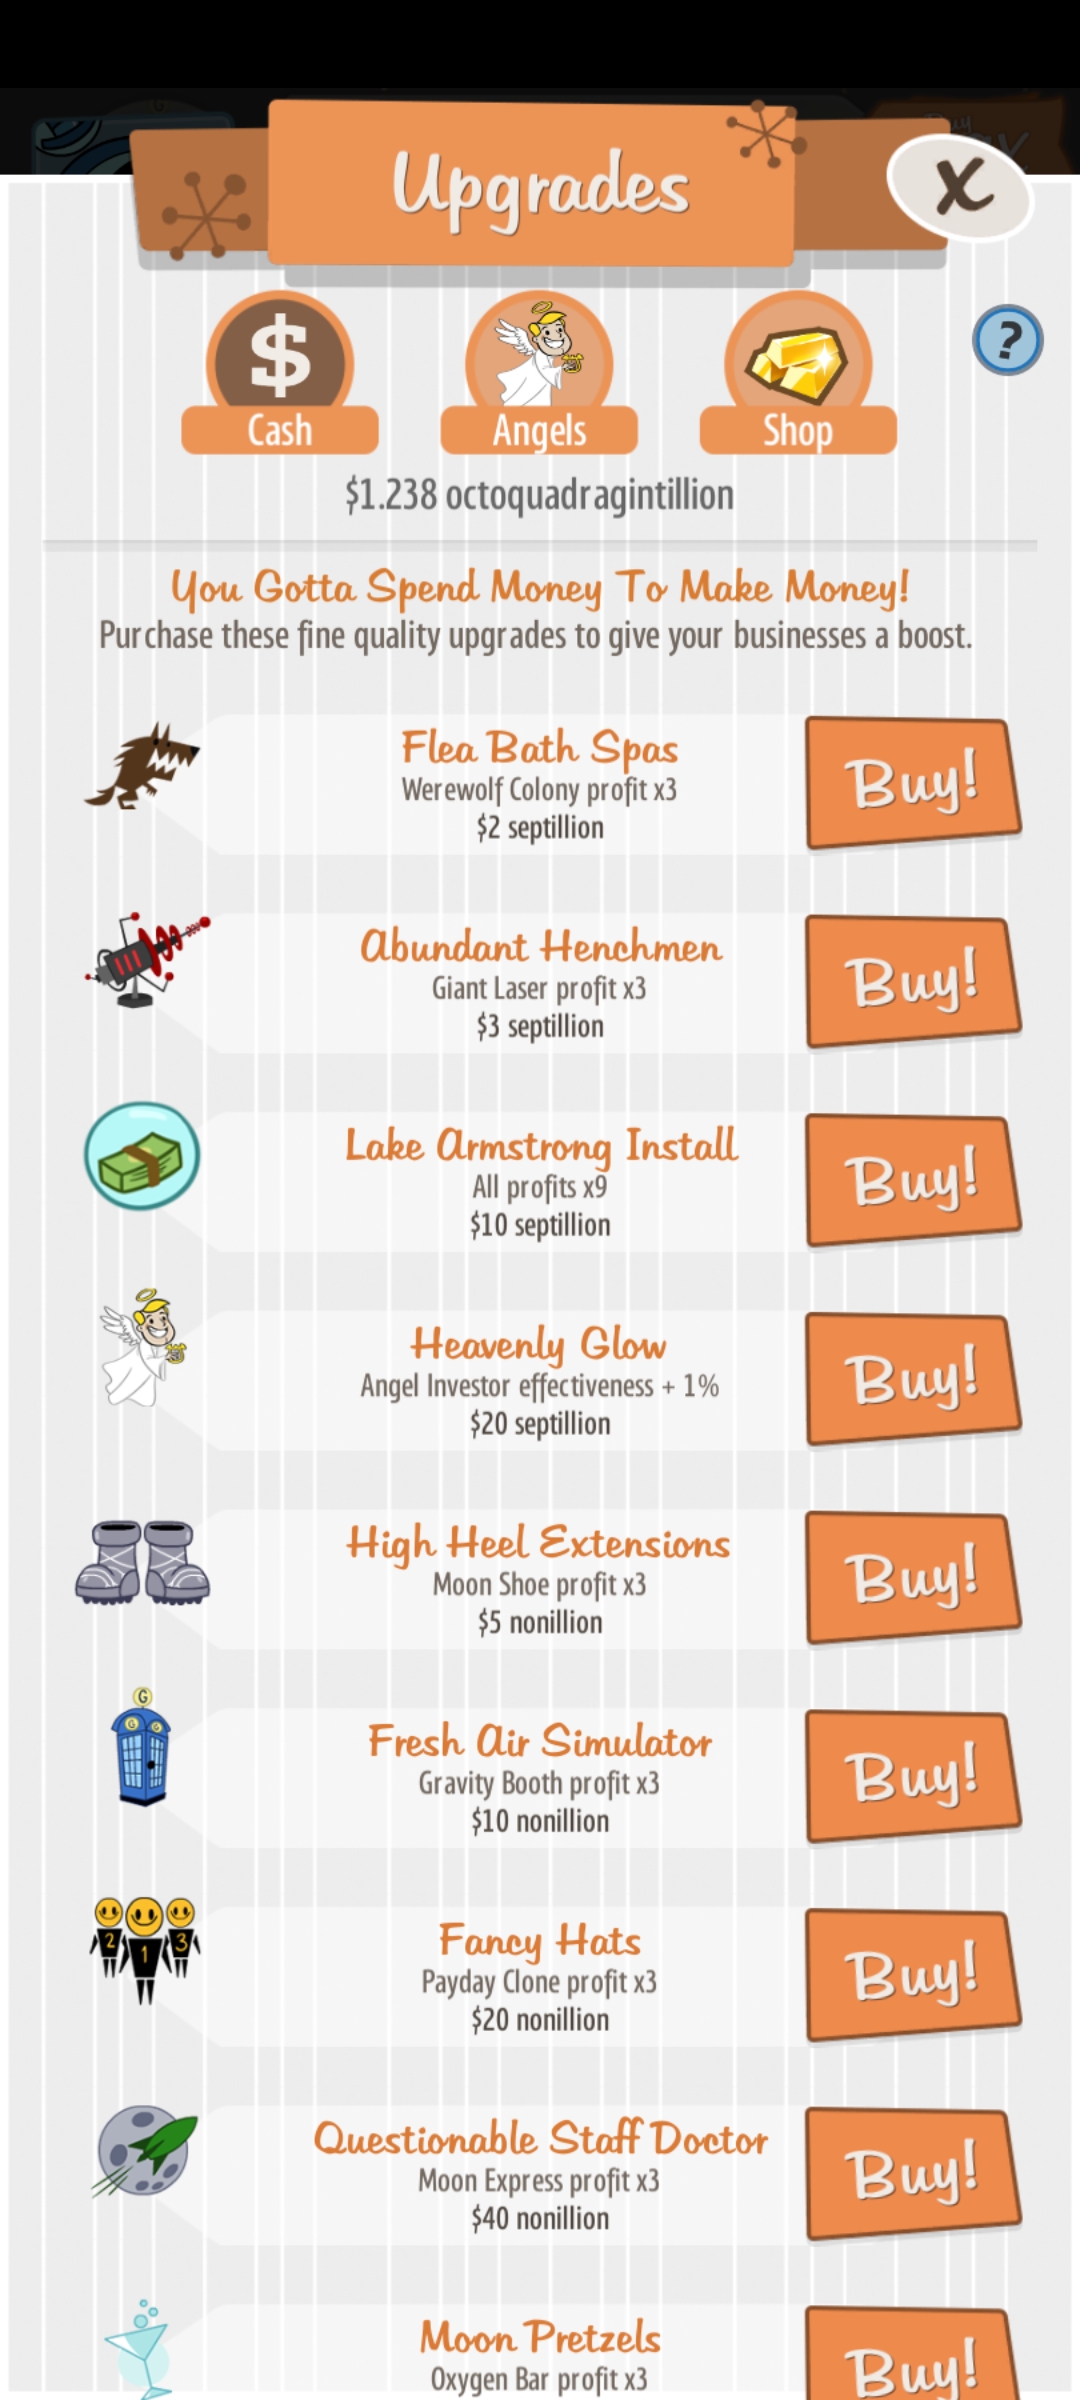 Upgrades
X
$
?
Cash
Angels
Shop
$1.238 octoquadragintillion
You Gotta Spend Money To Make Money!
Purchase these fine quality upgrades to give your businesses a boost.
Flea Bath Spas
Werewolf Colony profit x3
$2 septillion
Buy!
Abundant Henchmen
Giant Laser profit x3
$3 septillion
Buy!
Lake Armstrong Install
All profits x9
$10 septillion
Buy!
Heavenly Glow
Angel Investor effectiveness + 1%
$20 septillion
Buy!
High Heel Extensions
Moon Shoe profit x3
$5 nonillion
Buy!
G
G G
Fresh Air Simulator
Gravity Booth profit x3
$10 nonillion
Buy!
2 1 3
Fancy Hats
Payday Clone profit x3
$20 nonillion
Buy!
Questionable Staff Doctor
Moon Express profit x3
$40 nonillion
Buy!
Moon Pretzels
Oxygen Bar profit x3
Buy!